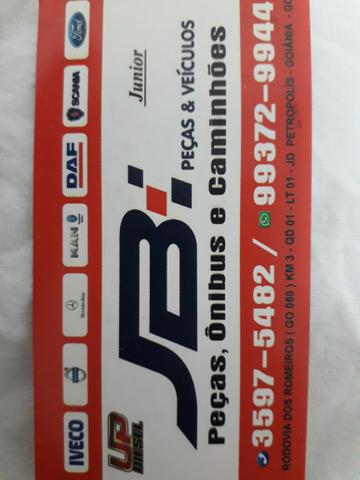 IVECO
MAN
DAF
SCANIA
Ford
UP
DIESEL
Junior
JB
PEÇAS & VEÍCULOS
Peças, Ônibus e Caminhões
3597-5482 / 99372-9944
RODOVIA DOS ROMEIROS ( GO 060 ) KM 3 - QD 01 - LT 01 - JD PETROPOLÍS - GOIÂNIA - GO